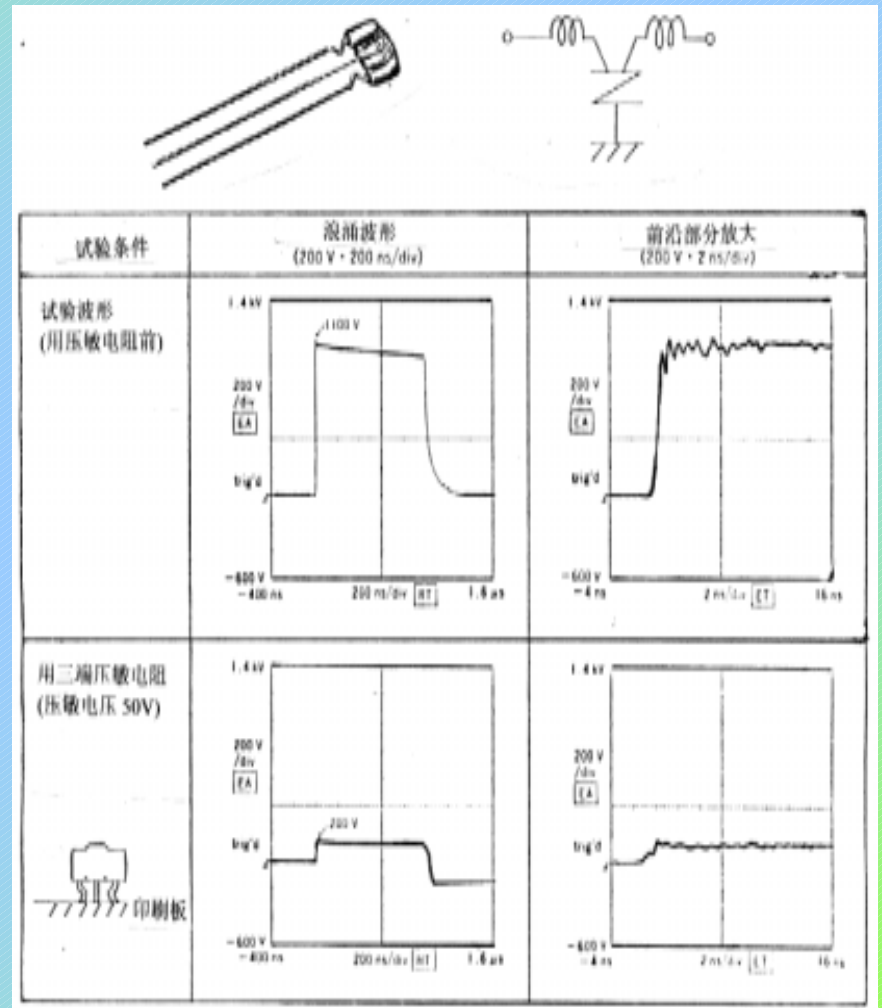 试验条件
浪涌波形
(200 V·200 ns/div)
前沿部分放大
(200 V·2 ns/div)
试验波形
(用压敏电阻前)
1.4 kV
1100 V
200 V
/div
trig'd
-600 V
-400 ns
200 ns/div
1.6 μs
1.4 kV
200 V
/div
trig'd
-600 V
-4 ns
2 ns/div
16 ns
用三端压敏电阻
(压敏电压 50V)
印刷板
1.4 kV
200 V
/div
200 V
trig'd
-600 V
-400 ns
200 ns/div
1.6 μs
1.4 kV
200 V
/div
trig'd
-600 V
-4 ns
2 ns/div
16 ns